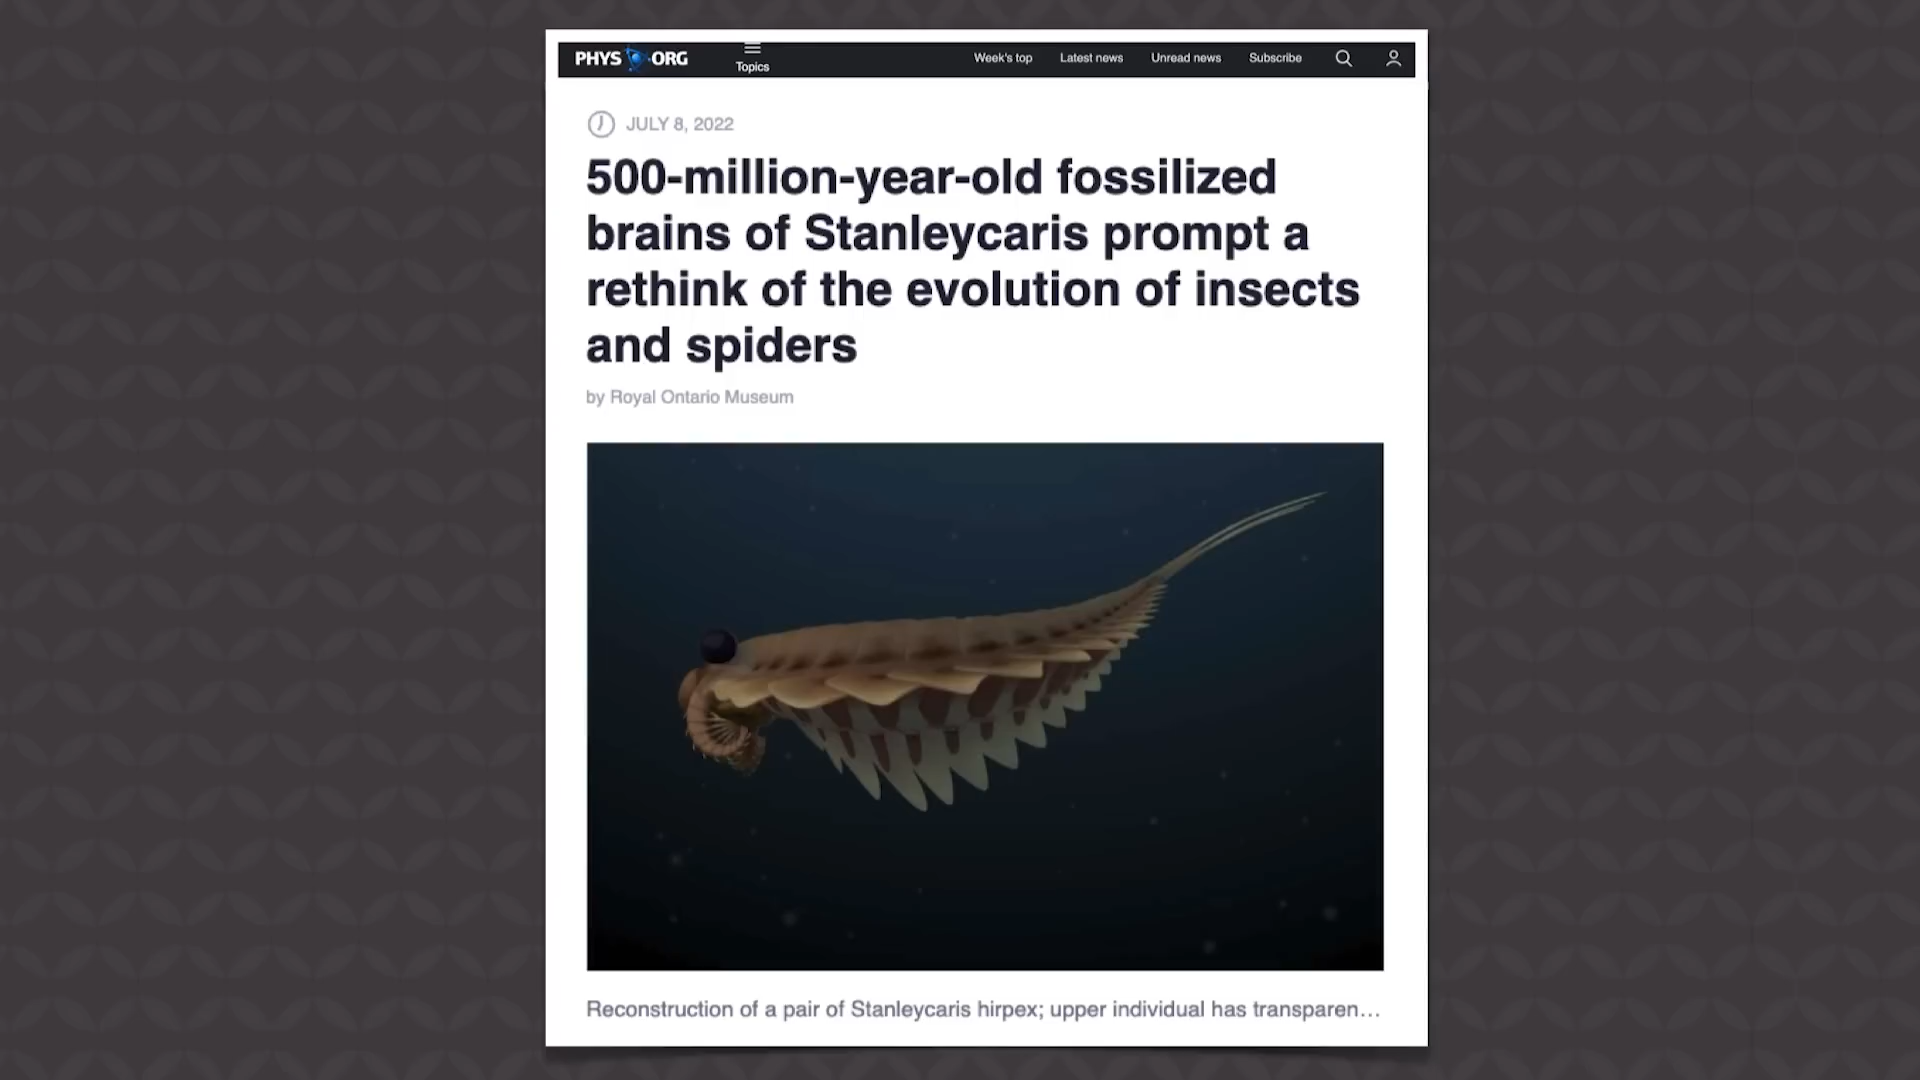 PHYS ORG
Topics
Week's top
Latest news
Unread news
Subscribe
JULY 8, 2022
500-million-year-old fossilized
brains of Stanleycaris prompt a
rethink of the evolution of insects
and spiders
by Royal Ontario Museum
Reconstruction of a pair of Stanleycaris hirpex; upper individual has transparen...